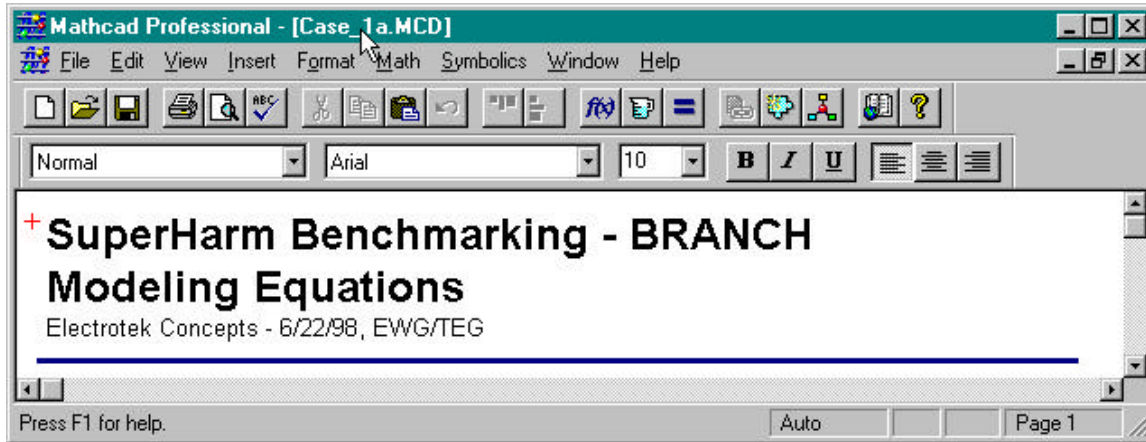 Mathcad Professional - [Case_1a.MCD]
File Edit View Insert Format Math Symbolics Window Help
ABC f(x) = ?
Normal Arial 10 B I U
SuperHarm Benchmarking - BRANCH
Modeling Equations
Electrotek Concepts - 6/22/98, EWG/TEG
Press F1 for help. Auto Page 1